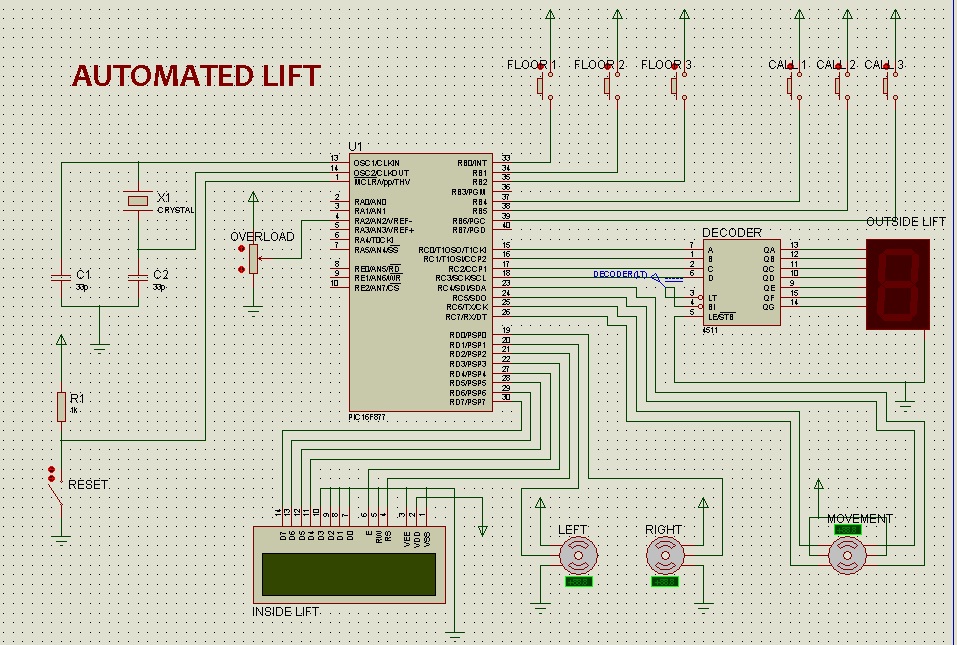 FLOOR 1 FLOOR 2 FLOOR 3 CALL 1 CALL 2 CALL 3
AUTOMATED LIFT
U1
13 OSC1/CLKIN RB0/INT 33
14 OSC2/CLKOUT RB1 34
1 MCLR/Vpp/THV RB2 35
RB3/PGM 36
2 RA0/AN0 RB4 37
3 RA1/AN1 RB5 38
4 RA2/AN2/VREF- RB6/PGC 39
5 RA3/AN3/VREF+ RB7/PGD 40
6 RA4/T0CKI
7 RA5/AN4/SS RC0/T1OSO/T1CKI 15
RC1/T1OSI/CCP2 16
8 RE0/AN5/RD RC2/CCP1 17
9 RE1/AN6/WR RC3/SCK/SCL 18
10 RE2/AN7/CS RC4/SDI/SDA 23
RC5/SDO 24
RC6/TX/CK 25
RC7/RX/DT 26
RD0/PSP0 19
RD1/PSP1 20
RD2/PSP2 21
RD3/PSP3 22
RD4/PSP4 27
RD5/PSP5 28
RD6/PSP6 29
RD7/PSP7 30
PIC16F877
X1
CRYSTAL
OVERLOAD
C1
33p
C2
33p
R1
1k
RESET
OUTSIDE LIFT
DECODER
7 A QA 13
1 B QB 12
2 C QC 11
6 D QD 10
QE 9
3 LT QF 15
4 BI QG 14
5 LE/STB
4511
DECODER(LT)
14 13 12 11 10 9 8 7 6 5 4 3 2 1
D7 D6 D5 D4 D3 D2 D1 D0 E RW RS VEE VDD VSS
INSIDE LIFT
LEFT
RIGHT
MOVEMENT